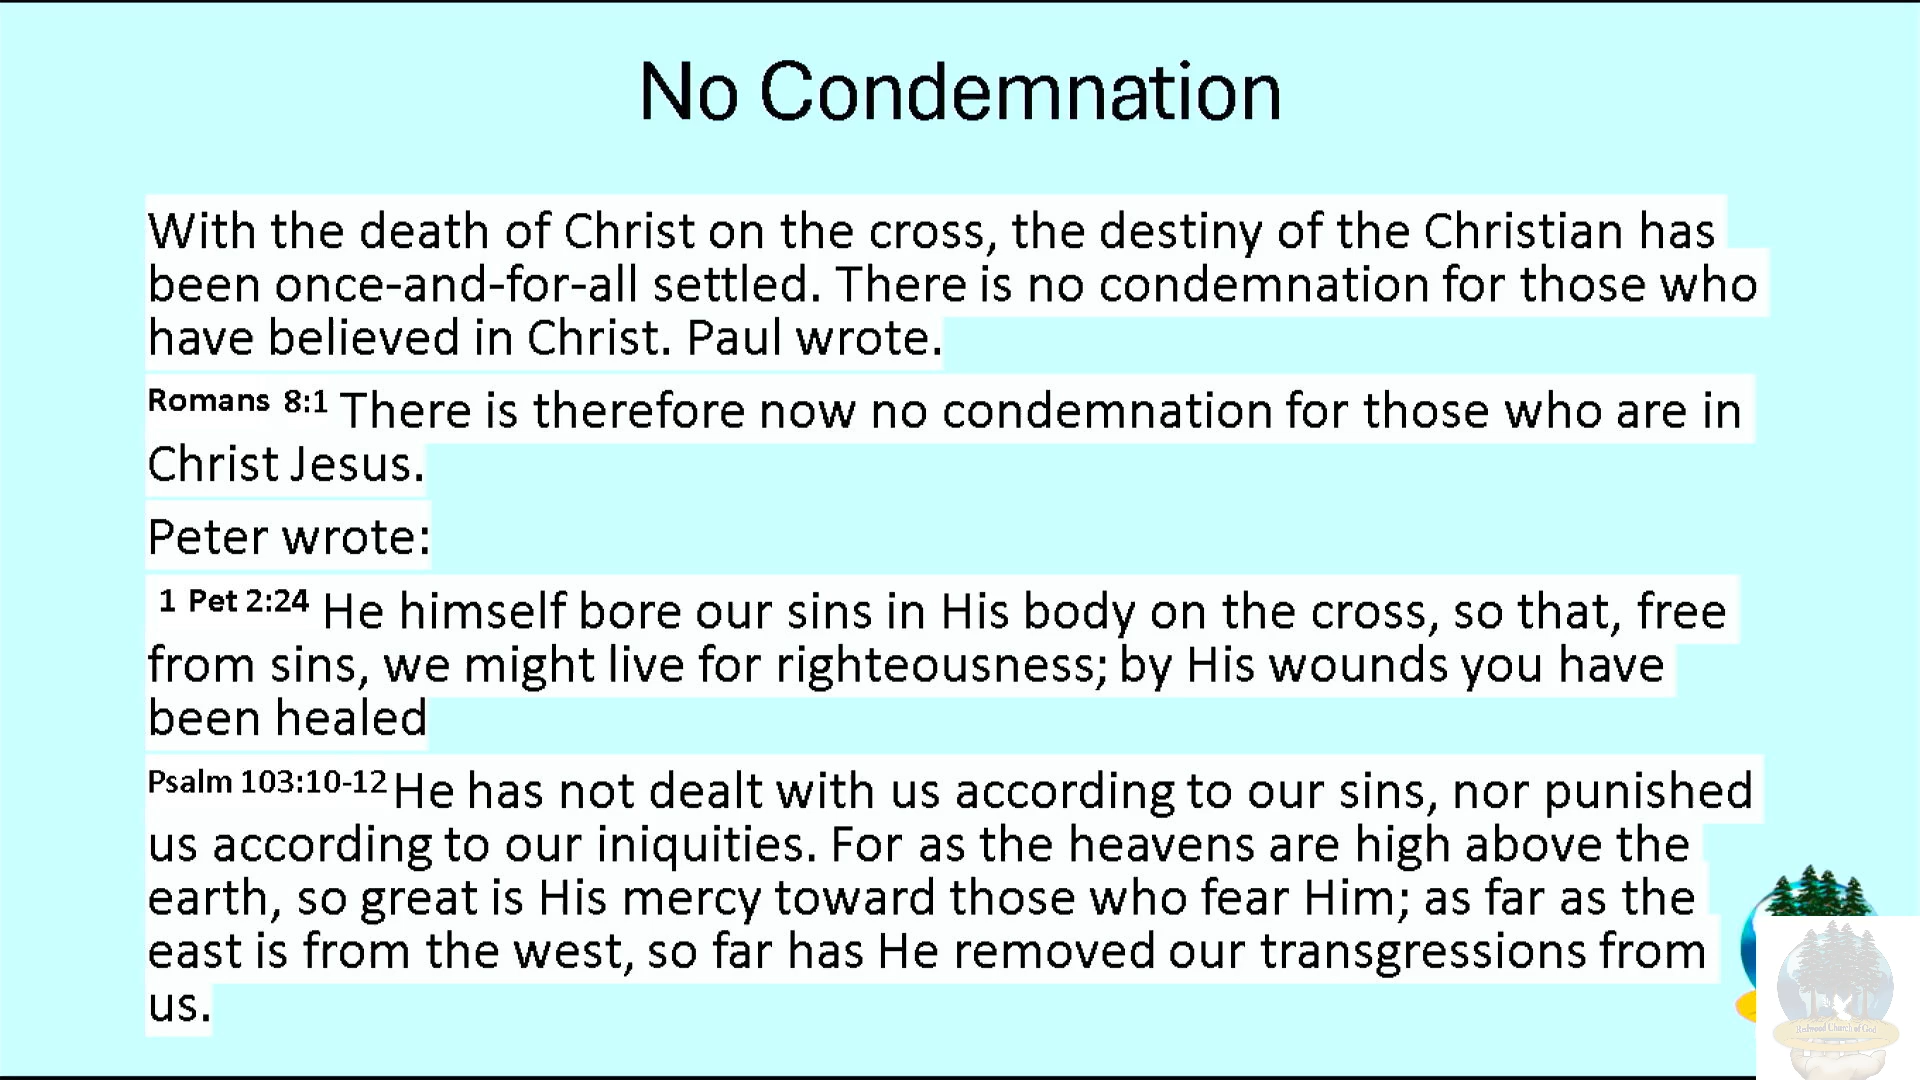 No Condemnation
With the death of Christ on the cross, the destiny of the Christian has
been once-and-for-all settled. There is no condemnation for those who
have believed in Christ. Paul wrote.
Romans 8:1 There is therefore now no condemnation for those who are in
Christ Jesus.
Peter wrote:
1 Pet 2:24 He himself bore our sins in His body on the cross, so that, free
from sins, we might live for righteousness; by His wounds you have
been healed
Psalm 103:10-12 He has not dealt with us according to our sins, nor punished
us according to our iniquities. For as the heavens are high above the
earth, so great is His mercy toward those who fear Him; as far as the
east is from the west, so far has He removed our transgressions from
us.
Redwood Church of God